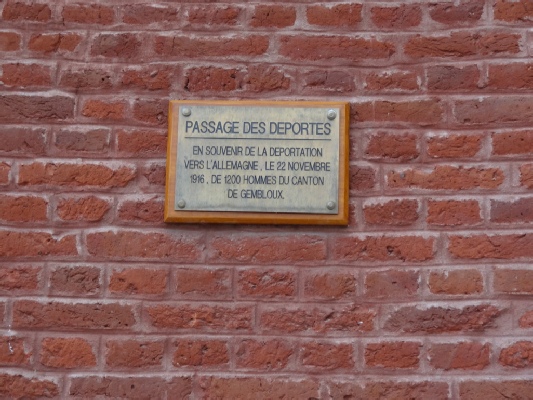 PASSAGE DES DEPORTES
EN SOUVENIR DE LA DEPORTATION
VERS L'ALLEMAGNE, LE 22 NOVEMBRE
1916, DE 1200 HOMMES DU CANTON
DE GEMBLOUX.